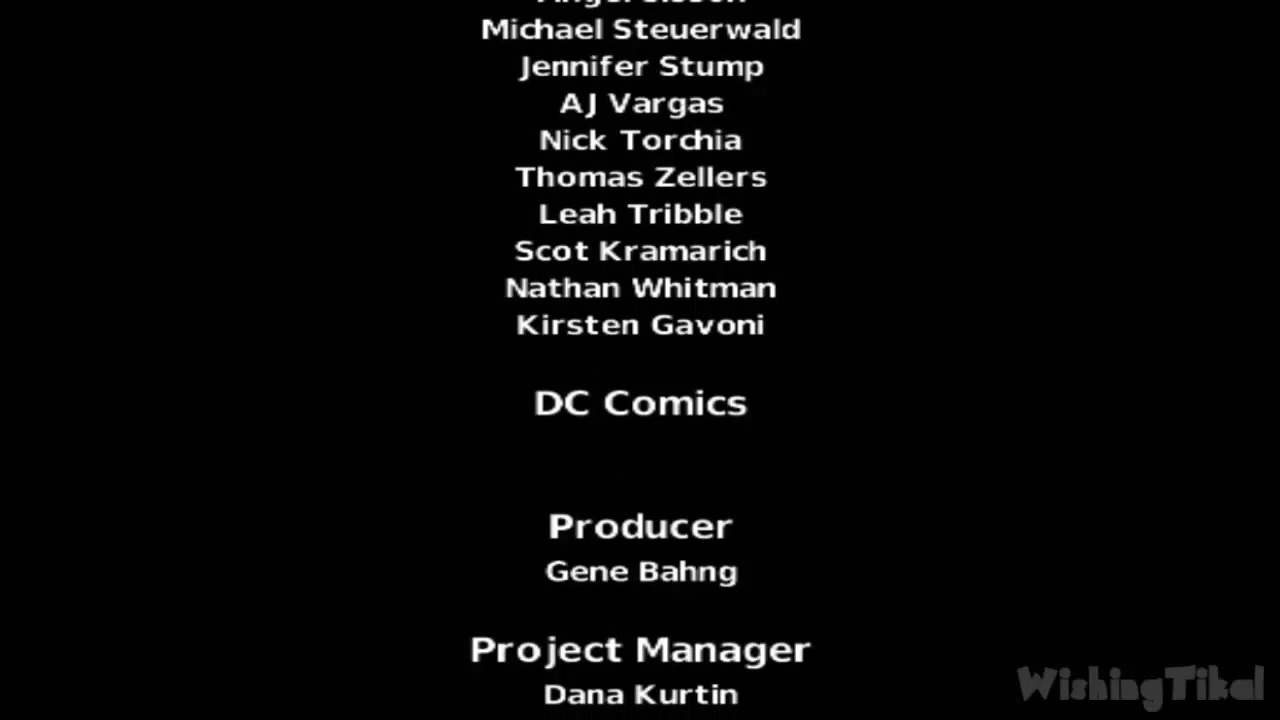 Michael Steuerwald
Jennifer Stump
AJ Vargas
Nick Torchia
Thomas Zellers
Leah Tribble
Scot Kramarich
Nathan Whitman
Kirsten Gavoni
DC Comics
Producer
Gene Bahng
Project Manager
Dana Kurtin
WishingTikal